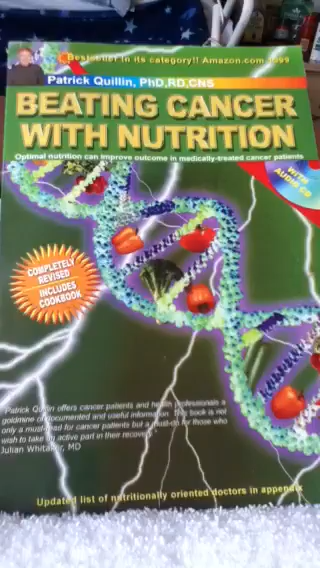 Bestseller in its category!! Amazon.com 1999
Patrick Quillin, PhD,RD,CNS
BEATING CANCER
WITH NUTRITION
Optimal nutrition can improve outcome in medically-treated cancer patients
WITH
AUDIO CD
COMPLETELY
REVISED
INCLUDES
COOKBOOK
"Patrick Quillin offers cancer patients and health professionals a
goldmine of documented and useful information. This book is not
only a must-read for cancer patients but a must-do for those who
wish to take an active part in their recovery."
Julian Whitaker, MD
Updated list of nutritionally oriented doctors in appendix